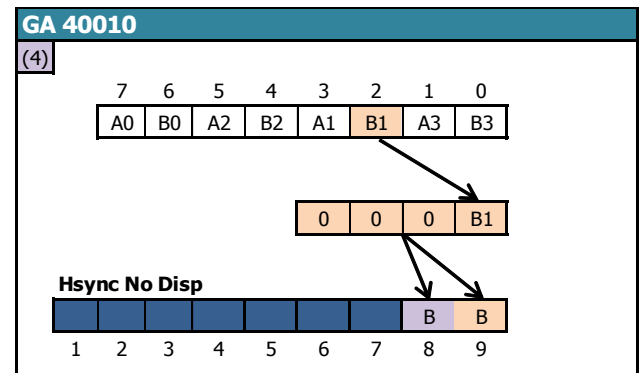 GA 40010
(4)
7 6 5 4 3 2 1 0
A0 B0 A2 B2 A1 B1 A3 B3
0 0 0 B1
Hsync No Disp
B B
1 2 3 4 5 6 7 8 9